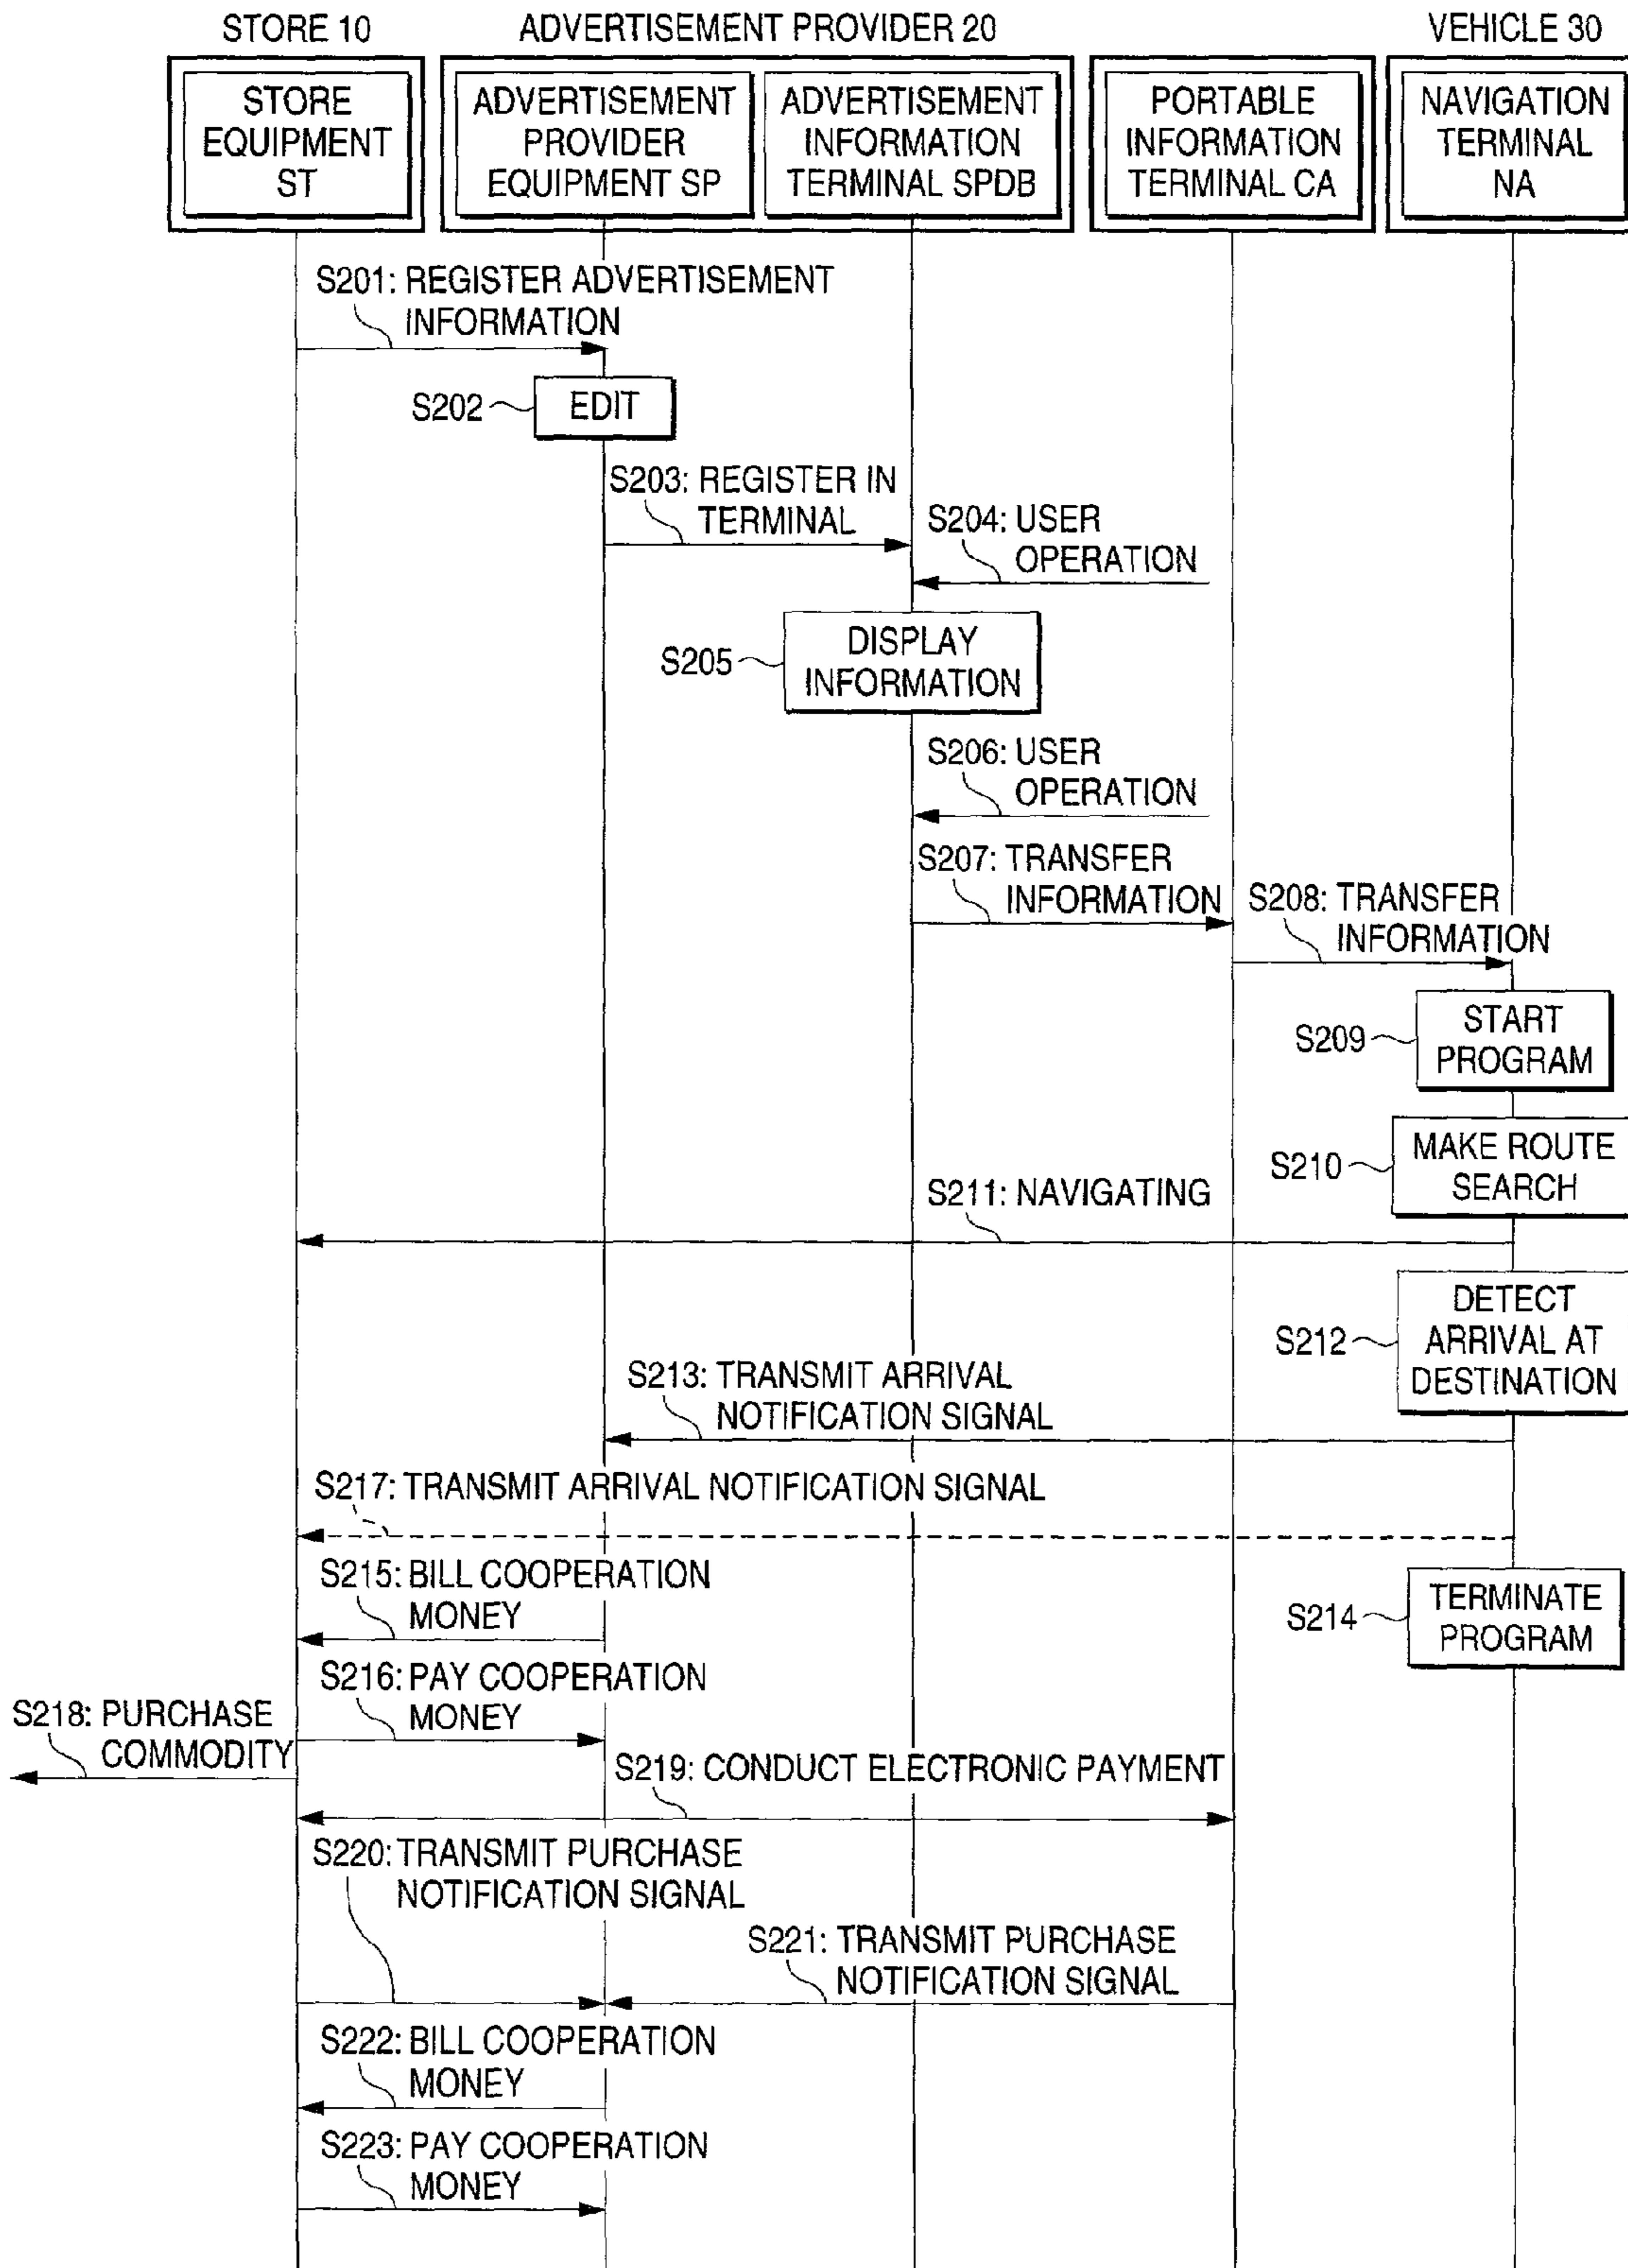 STORE 10
ADVERTISEMENT PROVIDER 20
VEHICLE 30
STORE
EQUIPMENT
ST
ADVERTISEMENT
PROVIDER
EQUIPMENT SP
ADVERTISEMENT
INFORMATION
TERMINAL SPDB
PORTABLE
INFORMATION
TERMINAL CA
NAVIGATION
TERMINAL
NA
S201: REGISTER ADVERTISEMENT
INFORMATION
S202
EDIT
S203: REGISTER IN
TERMINAL
S204: USER
OPERATION
S205
DISPLAY
INFORMATION
S206: USER
OPERATION
S207: TRANSFER
INFORMATION
S208: TRANSFER
INFORMATION
S209
START
PROGRAM
S210
MAKE ROUTE
SEARCH
S211: NAVIGATING
S212
DETECT
ARRIVAL AT
DESTINATION
S213: TRANSMIT ARRIVAL
NOTIFICATION SIGNAL
S217: TRANSMIT ARRIVAL NOTIFICATION SIGNAL
S215: BILL COOPERATION
MONEY
S214
TERMINATE
PROGRAM
S216: PAY COOPERATION
MONEY
S218: PURCHASE
COMMODITY
S219: CONDUCT ELECTRONIC PAYMENT
S220: TRANSMIT PURCHASE
NOTIFICATION SIGNAL
S221: TRANSMIT PURCHASE
NOTIFICATION SIGNAL
S222: BILL COOPERATION
MONEY
S223: PAY COOPERATION
MONEY